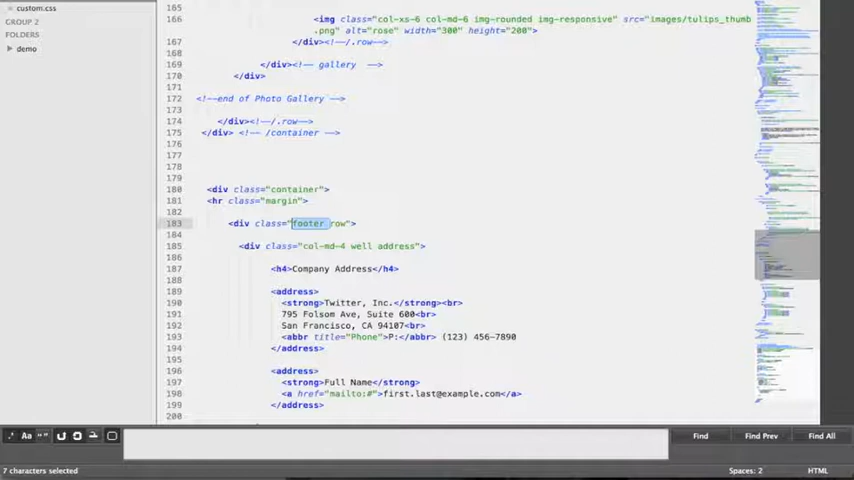 custom.css
GROUP 2
FOLDERS
demo
165
166 <img class="col-xs-6 col-md-6 img-rounded img-responsive" src="images/tulips_thumb
.png" alt="rose" width="300" height="200">
167 </div><!--/.row-->
168
169 </div><!-- gallery -->
170 </div>
171
172 <!--end of Photo Gallery -->
173
174 </div><!--/.row-->
175 </div> <!-- /container -->
176
177
178
179
180 <div class="container">
181 <hr class="margin">
182
183 <div class="footer row">
184
185 <div class="col-md-4 well address">
186
187 <h4>Company Address</h4>
188
189 <address>
190 <strong>Twitter, Inc.</strong><br>
191 795 Folsom Ave, Suite 600<br>
192 San Francisco, CA 94107<br>
193 <abbr title="Phone">P:</abbr> (123) 456-7890
194 </address>
195
196 <address>
197 <strong>Full Name</strong>
198 <a href="mailto:#">first.last@example.com</a>
199 </address>
200
.* Aa “” Find Find Prev Find All
7 characters selected Spaces: 2 HTML